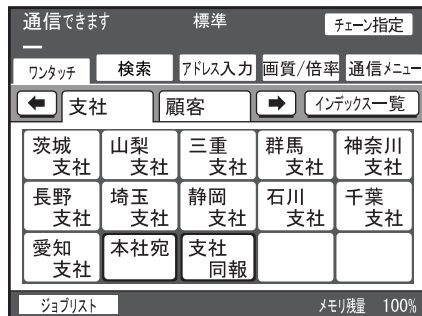 通信できます 標準 チェーン指定
ワンタッチ 検索 アドレス入力 画質/倍率 通信メニュー
支社 顧客 インデックス一覧
茨城 山梨 三重 群馬 神奈川
支社 支社 支社 支社 支社
長野 埼玉 静岡 石川 千葉
支社 支社 支社 支社 支社
愛知 本社宛 支社
支社 同報
ジョブリスト メモリ残量 100%